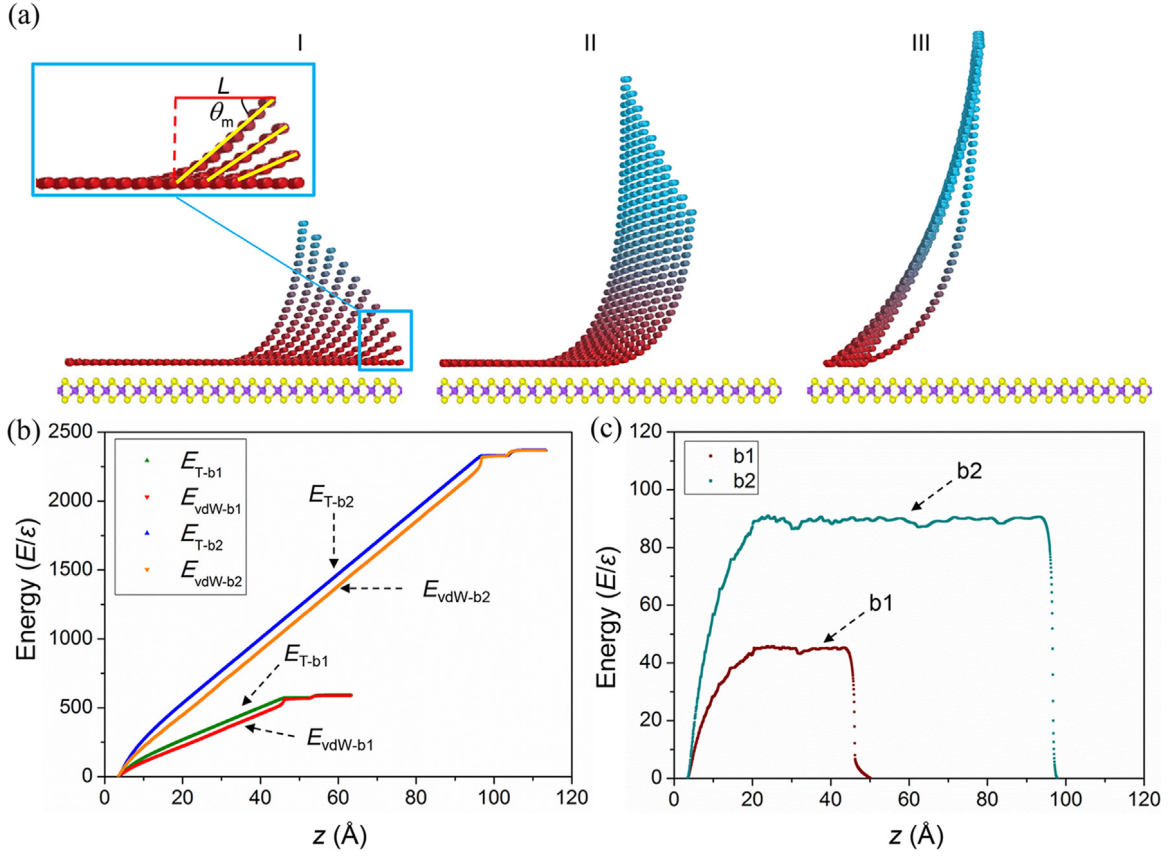 (a)
I
II
III
L
θm
(b)
2500
2000
1500
1000
500
0
Energy (E/ε)
ET-b1
EvdW-b1
ET-b2
EvdW-b2
ET-b2
EvdW-b2
ET-b1
EvdW-b1
0 20 40 60 80 100 120
z (Å)
(c)
120
100
80
60
40
20
0
Energy (E/ε)
b1
b2
b2
b1
0 20 40 60 80 100 120
z (Å)